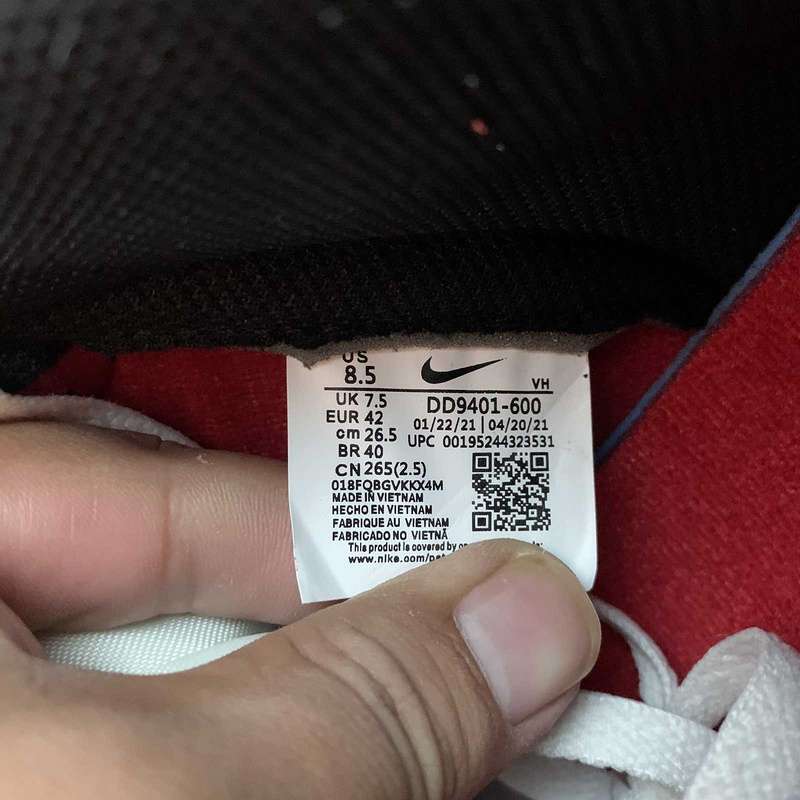 US
8.5
VH
UK 7.5
EUR 42
cm 26.5
BR 40
CN 265(2.5)
DD9401-600
01/22/21 | 04/20/21
UPC 00195244323531
018FQBGVKKX4M
MADE IN VIETNAM
HECHO EN VIETNAM
FABRIQUE AU VIETNAM
FABRICADO NO VIETNÃ
This product is covered by
www.nike.com/